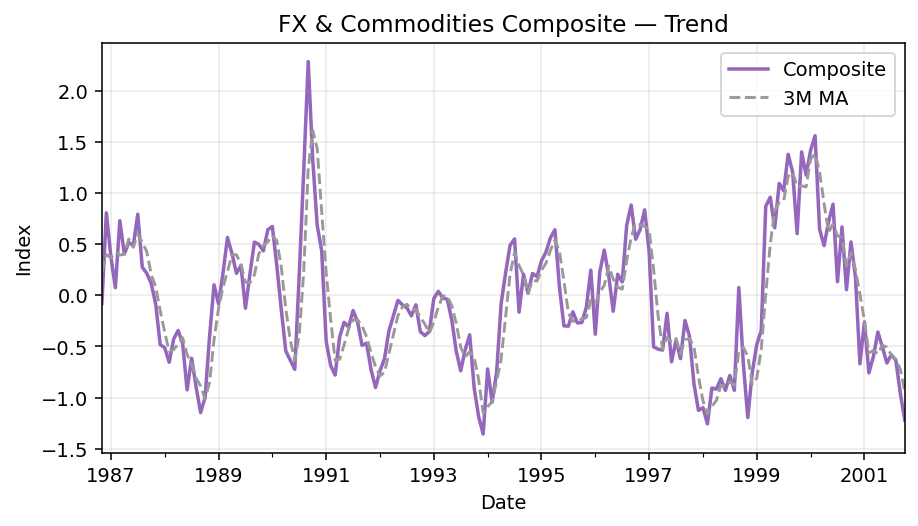 FX & Commodities Composite — Trend
Composite
3M MA
Index
2.0
1.5
1.0
0.5
0.0
−0.5
−1.0
−1.5
1987 1989 1991 1993 1995 1997 1999 2001
Date